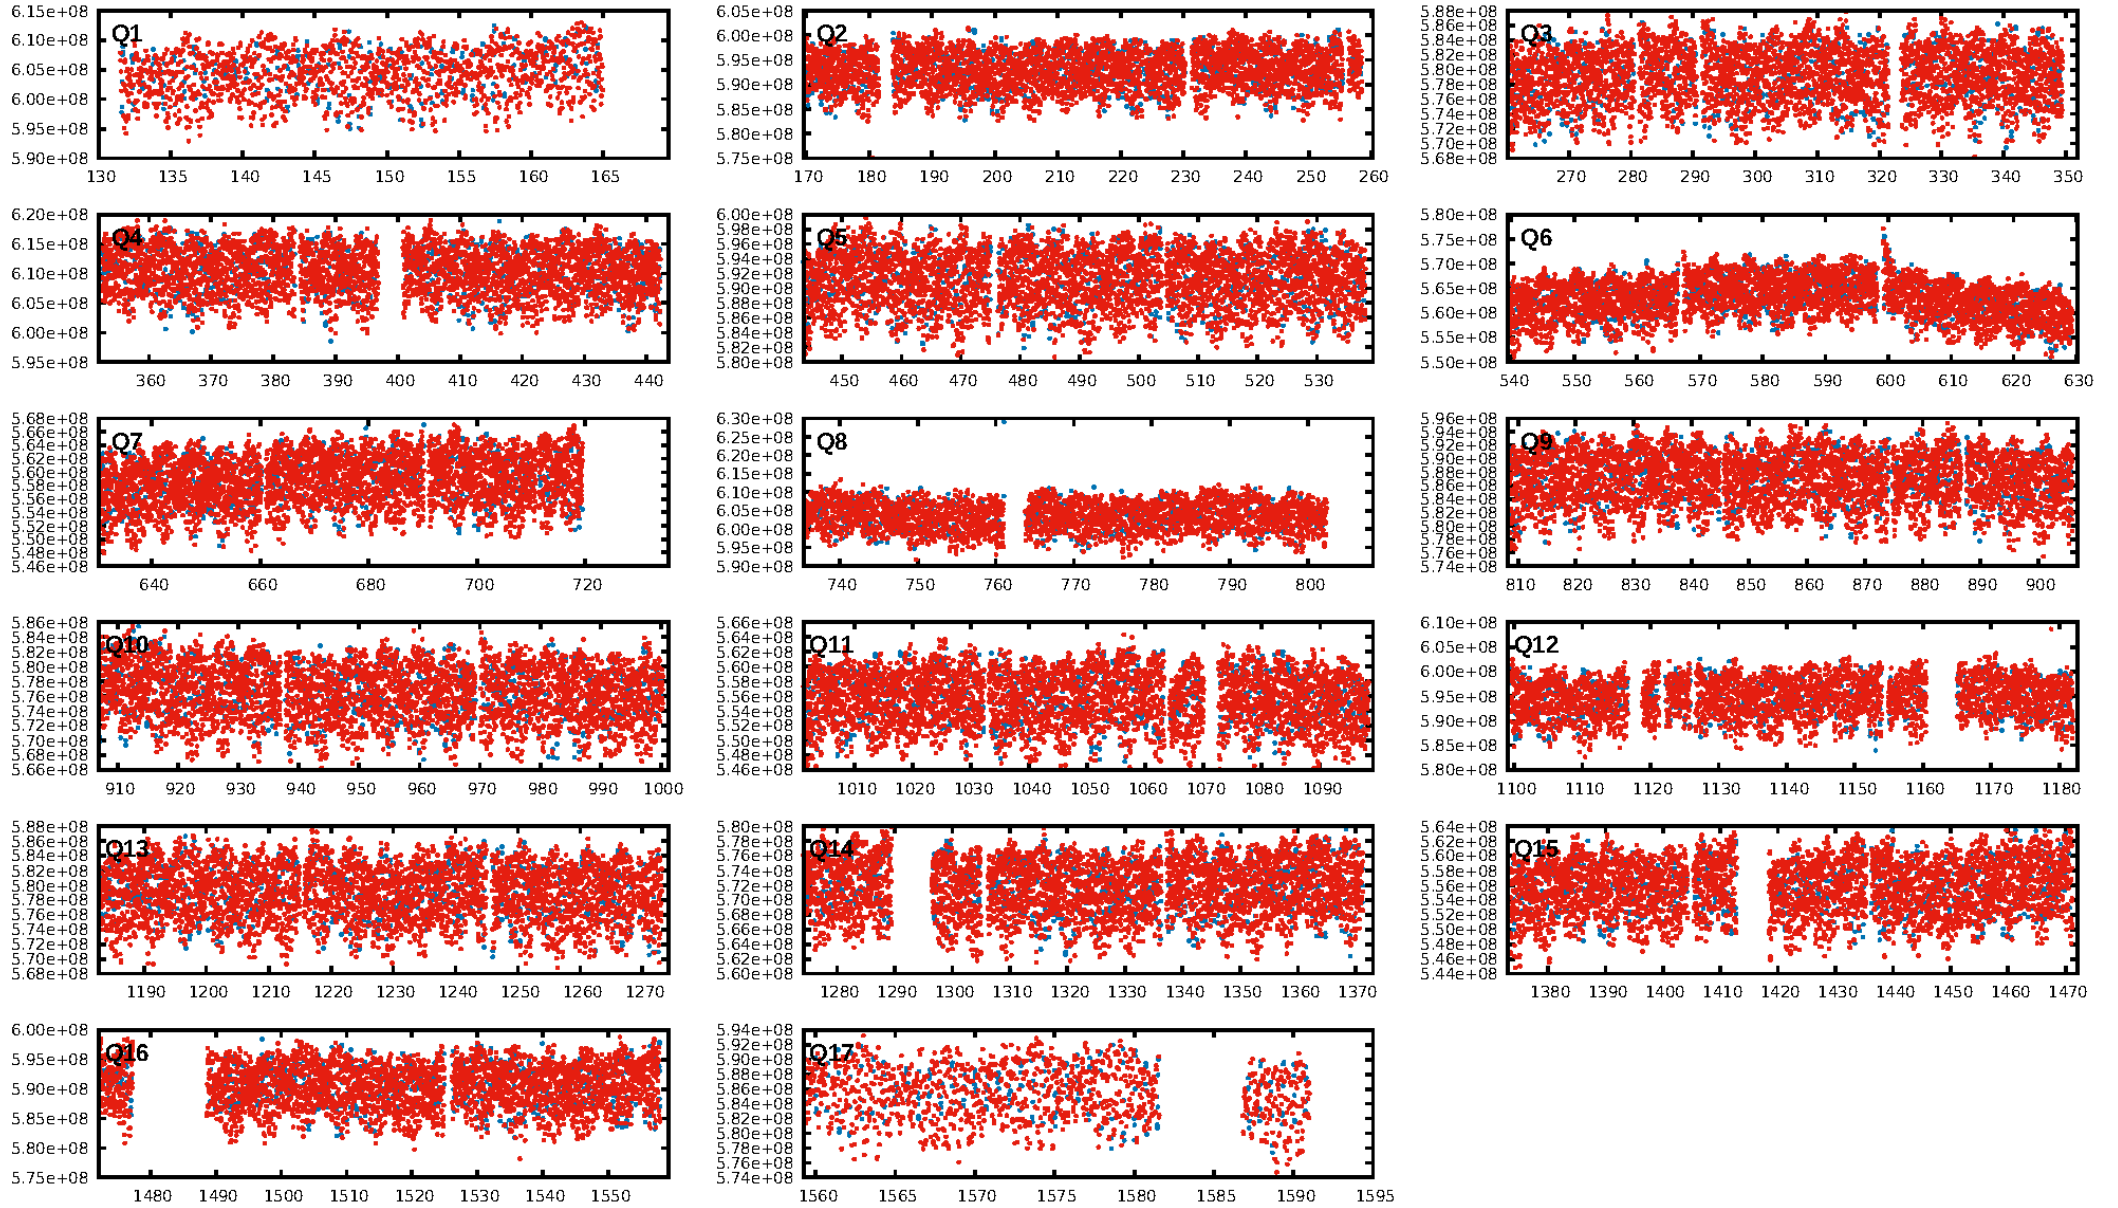 6.15e+08
6.10e+08
6.05e+08
6.00e+08
5.95e+08
5.90e+08
Q1
130 135 140 145 150 155 160 165
6.05e+08
6.00e+08
5.95e+08
5.90e+08
5.85e+08
5.80e+08
5.75e+08
Q2
170 180 190 200 210 220 230 240 250 260
5.88e+08
5.86e+08
5.84e+08
5.82e+08
5.80e+08
5.78e+08
5.76e+08
5.74e+08
5.72e+08
5.70e+08
5.68e+08
Q3
270 280 290 300 310 320 330 340 350
6.20e+08
6.15e+08
6.10e+08
6.05e+08
6.00e+08
5.95e+08
Q4
360 370 380 390 400 410 420 430 440
6.00e+08
5.98e+08
5.96e+08
5.94e+08
5.92e+08
5.90e+08
5.88e+08
5.86e+08
5.84e+08
5.82e+08
5.80e+08
Q5
450 460 470 480 490 500 510 520 530
5.80e+08
5.75e+08
5.70e+08
5.65e+08
5.60e+08
5.55e+08
5.50e+08
Q6
540 550 560 570 580 590 600 610 620 630
5.68e+08
5.66e+08
5.64e+08
5.62e+08
5.60e+08
5.58e+08
5.56e+08
5.54e+08
5.52e+08
5.50e+08
5.48e+08
5.46e+08
Q7
640 660 680 700 720
6.30e+08
6.25e+08
6.20e+08
6.15e+08
6.10e+08
6.05e+08
6.00e+08
5.95e+08
5.90e+08
Q8
740 750 760 770 780 790 800
5.96e+08
5.94e+08
5.92e+08
5.90e+08
5.88e+08
5.86e+08
5.84e+08
5.82e+08
5.80e+08
5.78e+08
5.76e+08
5.74e+08
Q9
810 820 830 840 850 860 870 880 890 900
5.86e+08
5.84e+08
5.82e+08
5.80e+08
5.78e+08
5.76e+08
5.74e+08
5.72e+08
5.70e+08
5.68e+08
5.66e+08
Q10
910 920 930 940 950 960 970 980 990 1000
5.66e+08
5.64e+08
5.62e+08
5.60e+08
5.58e+08
5.56e+08
5.54e+08
5.52e+08
5.50e+08
5.48e+08
5.46e+08
Q11
1010 1020 1030 1040 1050 1060 1070 1080 1090
6.10e+08
6.05e+08
6.00e+08
5.95e+08
5.90e+08
5.85e+08
5.80e+08
Q12
1100 1110 1120 1130 1140 1150 1160 1170 1180
5.88e+08
5.86e+08
5.84e+08
5.82e+08
5.80e+08
5.78e+08
5.76e+08
5.74e+08
5.72e+08
5.70e+08
5.68e+08
Q13
1190 1200 1210 1220 1230 1240 1250 1260 1270
5.80e+08
5.78e+08
5.76e+08
5.74e+08
5.72e+08
5.70e+08
5.68e+08
5.66e+08
5.64e+08
5.62e+08
5.60e+08
Q14
1280 1290 1300 1310 1320 1330 1340 1350 1360 1370
5.64e+08
5.62e+08
5.60e+08
5.58e+08
5.56e+08
5.54e+08
5.52e+08
5.50e+08
5.48e+08
5.46e+08
5.44e+08
Q15
1380 1390 1400 1410 1420 1430 1440 1450 1460 1470
6.00e+08
5.95e+08
5.90e+08
5.85e+08
5.80e+08
5.75e+08
Q16
1480 1490 1500 1510 1520 1530 1540 1550
5.94e+08
5.92e+08
5.90e+08
5.88e+08
5.86e+08
5.84e+08
5.82e+08
5.80e+08
5.78e+08
5.76e+08
5.74e+08
Q17
1560 1565 1570 1575 1580 1585 1590 1595